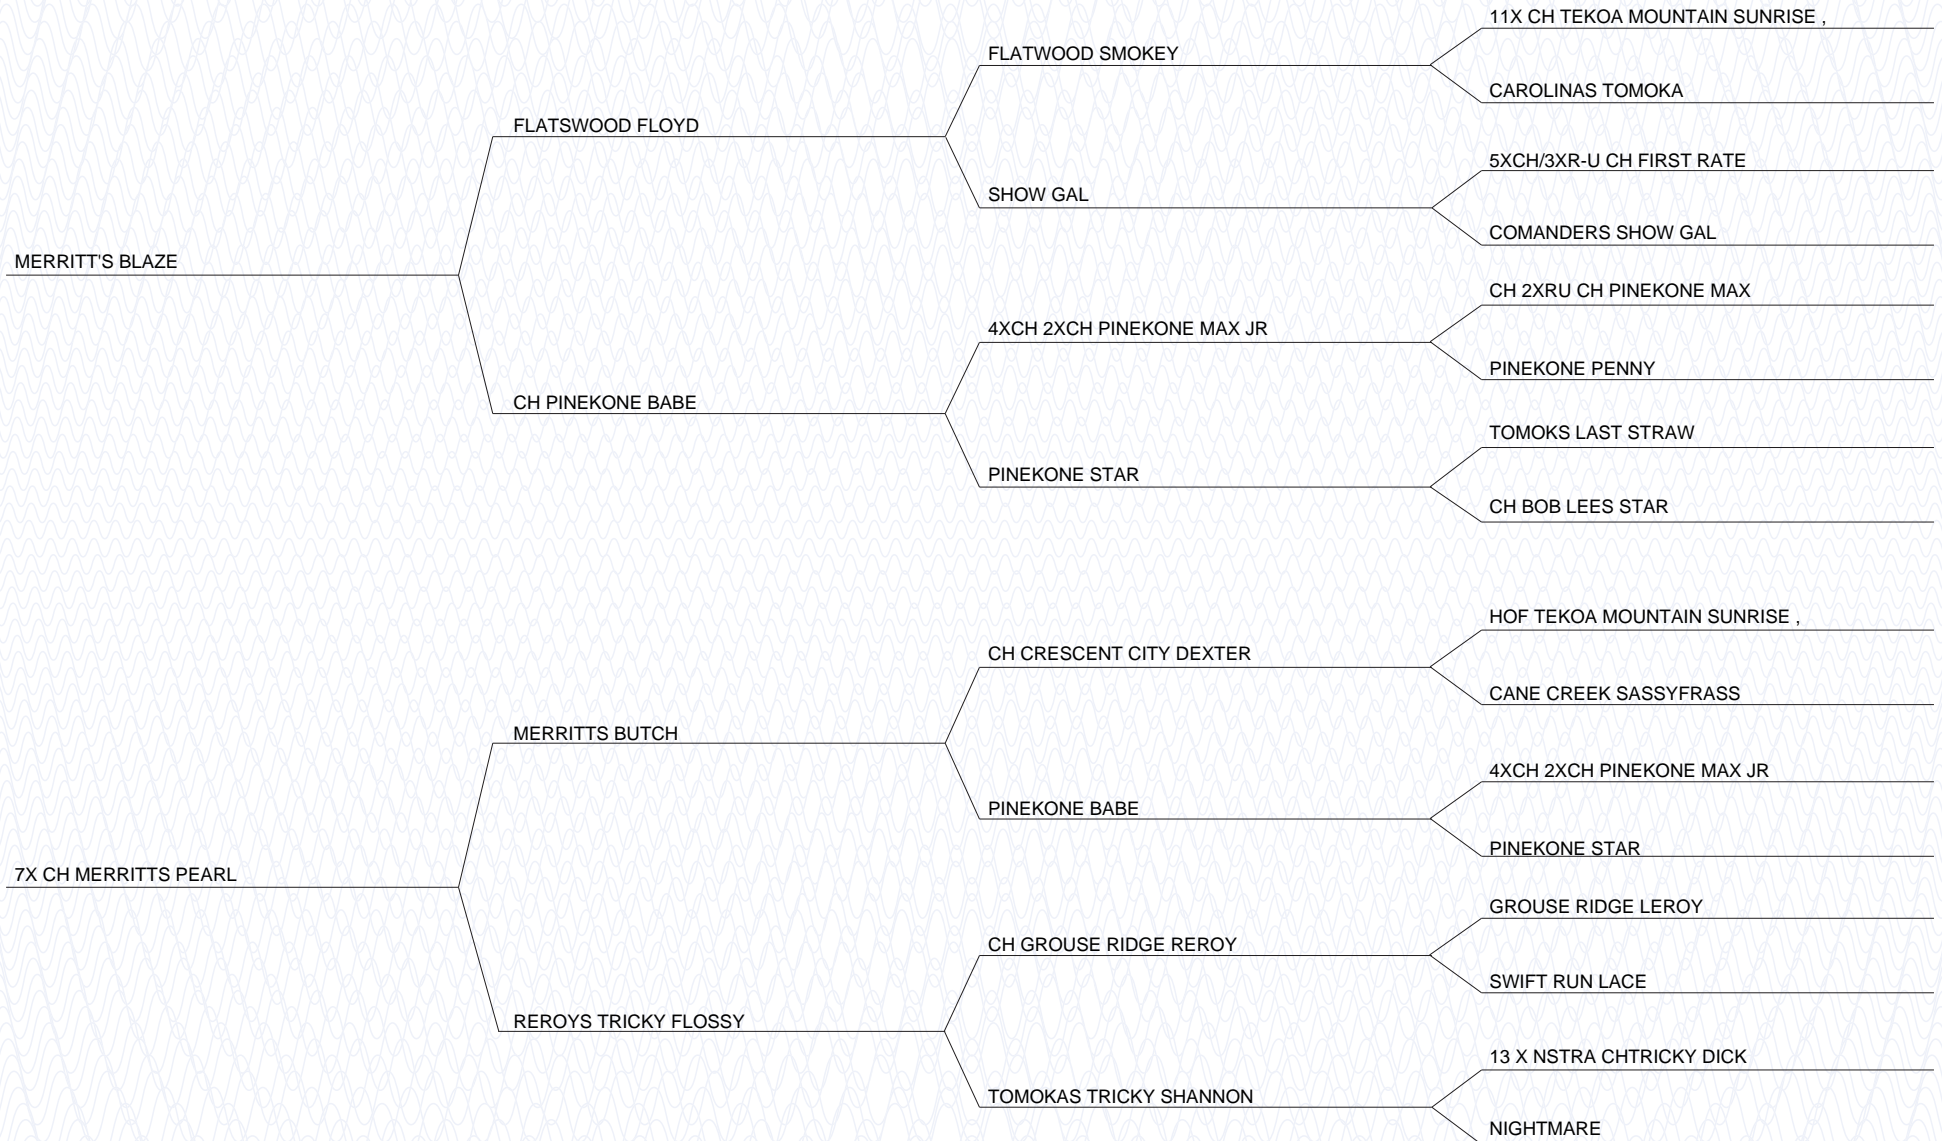 11X CH TEKOA MOUNTAIN SUNRISE ,
FLATWOOD SMOKEY
CAROLINAS TOMOKA
FLATSWOOD FLOYD
5XCH/3XR-U CH FIRST RATE
SHOW GAL
COMANDERS SHOW GAL
MERRITT'S BLAZE
CH 2XRU CH PINEKONE MAX
4XCH 2XCH PINEKONE MAX JR
PINEKONE PENNY
CH PINEKONE BABE
TOMOKS LAST STRAW
PINEKONE STAR
CH BOB LEES STAR
HOF TEKOA MOUNTAIN SUNRISE ,
CH CRESCENT CITY DEXTER
CANE CREEK SASSYFRASS
MERRITTS BUTCH
4XCH 2XCH PINEKONE MAX JR
PINEKONE BABE
PINEKONE STAR
7X CH MERRITTS PEARL
GROUSE RIDGE LEROY
CH GROUSE RIDGE REROY
SWIFT RUN LACE
REROYS TRICKY FLOSSY
13 X NSTRA CHTRICKY DICK
TOMOKAS TRICKY SHANNON
NIGHTMARE